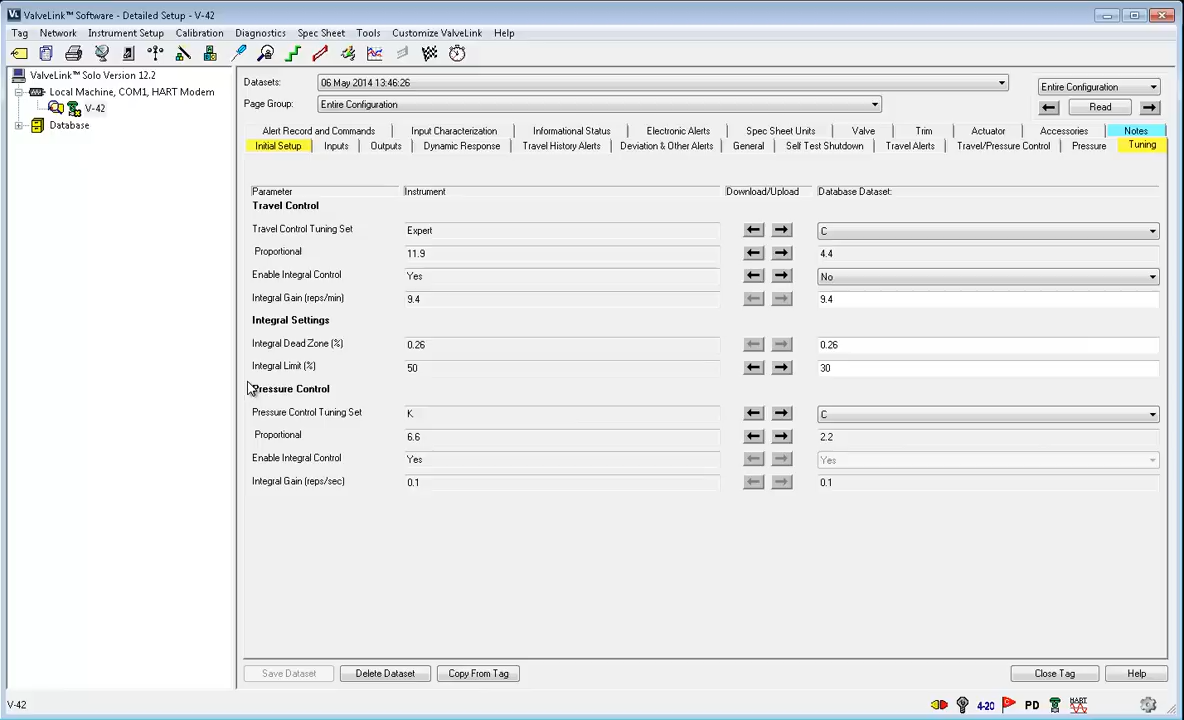 ValveLink™ Software - Detailed Setup - V-42
Tag Network Instrument Setup Calibration Diagnostics Spec Sheet Tools Customize ValveLink Help
ValveLink™ Solo Version 12.2
Local Machine, COM1, HART Modem
V-42
Database
Datasets: 06 May 2014 13:46:26 Entire Configuration
Page Group: Entire Configuration Read
Alert Record and Commands Input Characterization Informational Status Electronic Alerts Spec Sheet Units Valve Trim Actuator Accessories Notes
Initial Setup Inputs Outputs Dynamic Response Travel History Alerts Deviation & Other Alerts General Self Test Shutdown Travel Alerts Travel/Pressure Control Pressure Tuning
Parameter Instrument Download/Upload Database Dataset:
Travel Control
Travel Control Tuning Set Expert C
Proportional 11.9 4.4
Enable Integral Control Yes No
Integral Gain (reps/min) 9.4 9.4
Integral Settings
Integral Dead Zone (%) 0.26 0.26
Integral Limit (%) 50 30
Pressure Control
Pressure Control Tuning Set K C
Proportional 6.6 2.2
Enable Integral Control Yes Yes
Integral Gain (reps/sec) 0.1 0.1
Save Dataset Delete Dataset Copy From Tag Close Tag Help
V-42 4-20 PD HART